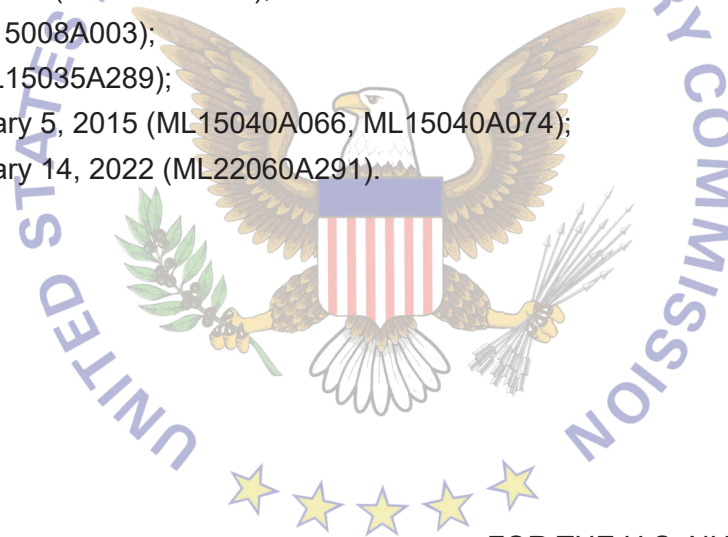 5008A003);
L15035A289);
ary 5, 2015 (ML15040A066, ML15040A074);
ary 14, 2022 (ML22060A291).
UNITED STATES
RY COMMISSION
FOR THE U.S.